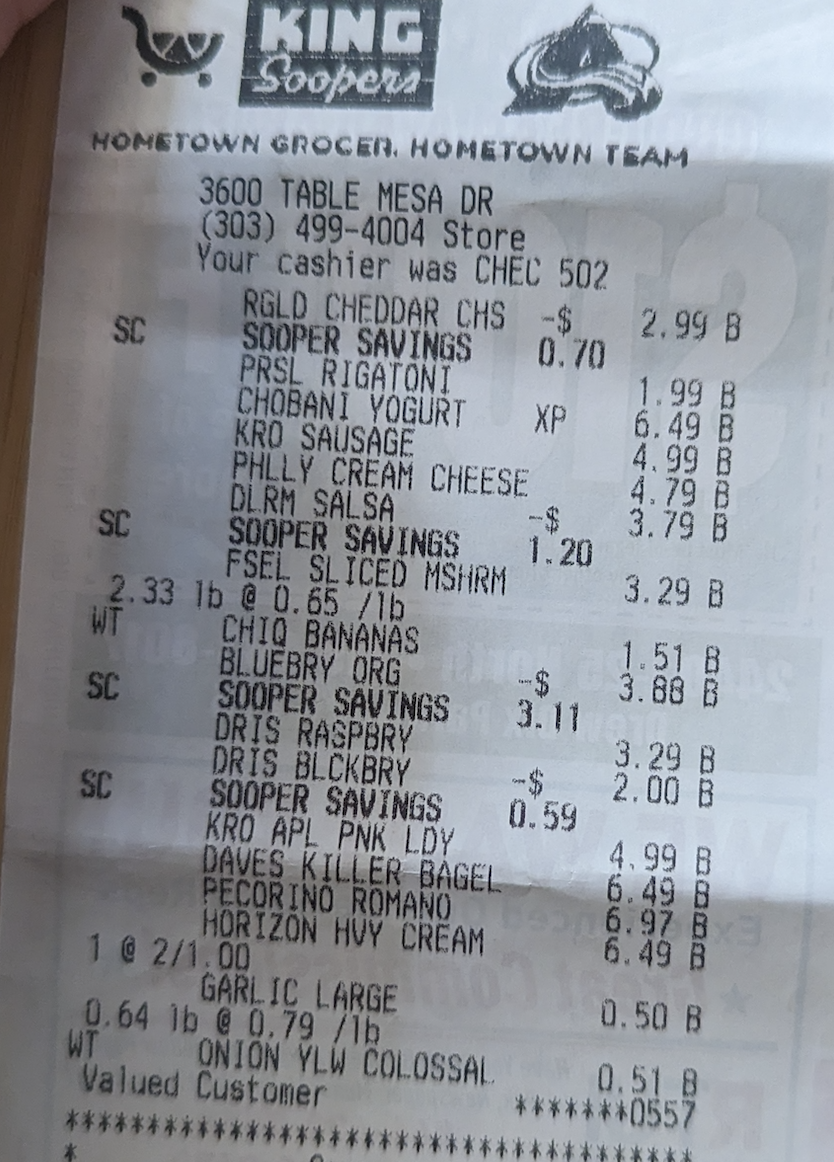 KING
Soopers
HOMETOWN GROCER. HOMETOWN TEAM
3600 TABLE MESA DR
(303) 499-4004 Store
Your cashier was CHEC 502
RGLD CHEDDAR CHS 2.99 B
SC SOOPER SAVINGS -$ 0.70
PRSL RIGATONI 1.99 B
CHOBANI YOGURT XP 6.49 B
KRO SAUSAGE 4.99 B
PHLLY CREAM CHEESE 4.79 B
DLRM SALSA 3.79 B
SC SOOPER SAVINGS -$ 1.20
FSEL SLICED MSHRM 3.29 B
2.33 lb @ 0.65 /lb
WT CHIQ BANANAS 1.51 B
BLUEBRY ORG 3.88 B
SC SOOPER SAVINGS -$ 3.11
DRIS RASPBRY 3.29 B
DRIS BLCKBRY 2.00 B
SC SOOPER SAVINGS -$ 0.59
KRO APL PNK LDY 4.99 B
DAVES KILLER BAGEL 6.49 B
PECORINO ROMANO 6.97 B
HORIZON HVY CREAM 6.49 B
1 @ 2/1.00
GARLIC LARGE 0.50 B
0.64 lb @ 0.79 /lb
WT ONION YLW COLOSSAL 0.51 B
Valued Customer *******0557